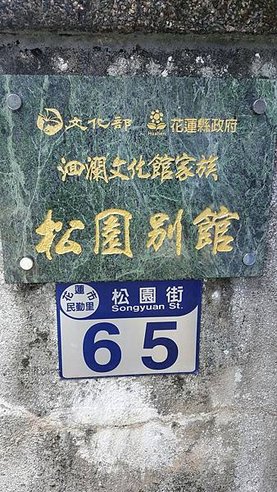 文化部 Hualien 花蓮縣政府
洄瀾文化館家族
松園別館
花蓮市 民勤里 松園街
Songyuan St.
65